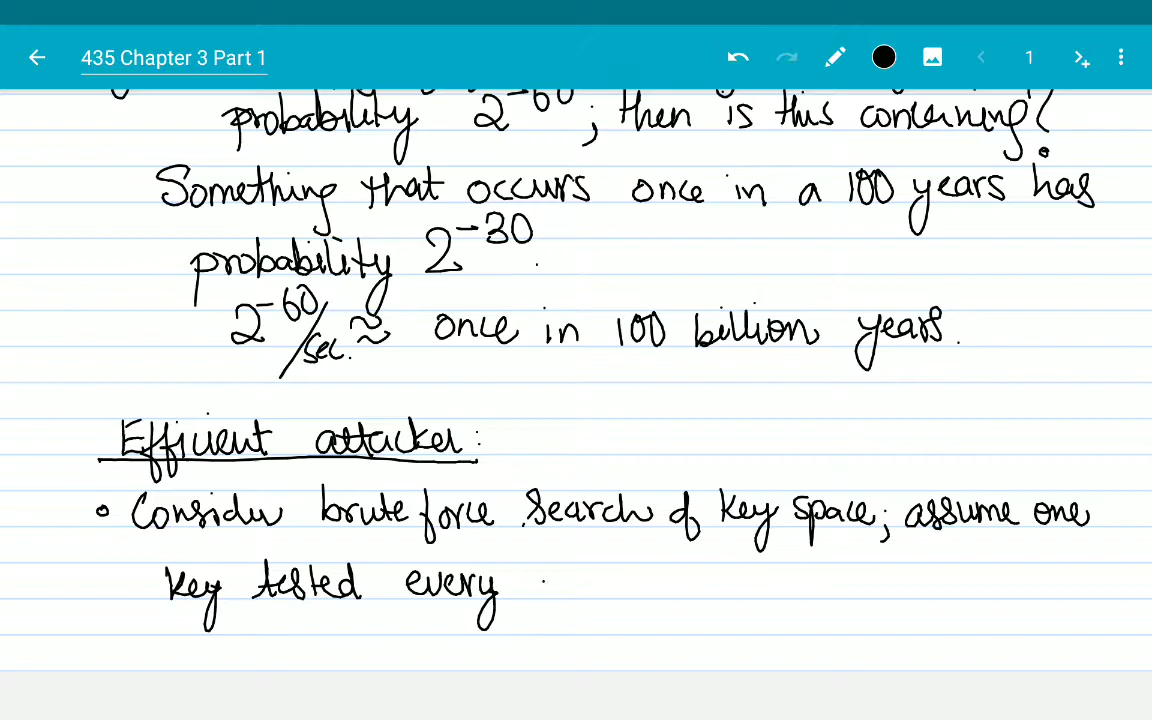 435 Chapter 3 Part 1
1
probability 2^-60; then is this concerning?
Something that occurs once in a 100 years has
probability 2^-30.
2^-60/sec. ≈ once in 100 billion years.
Efficient attacker:
• Consider brute force search of key space; assume one
key tested every